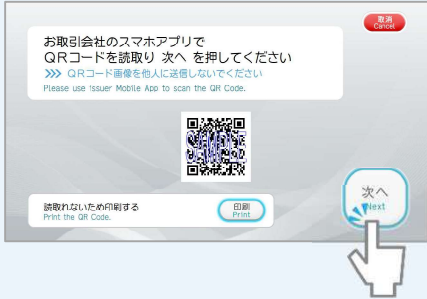 取消
Cancel
お取引会社のスマホアプリで
QRコードを読取り 次へ を押してください
>>> QRコード画像を他人に送信しないでください
Please use Issuer Mobile App to scan the QR Code.
SAMPLE
読取れないため印刷する
Print the QR Code.
印刷
Print
次へ
Next